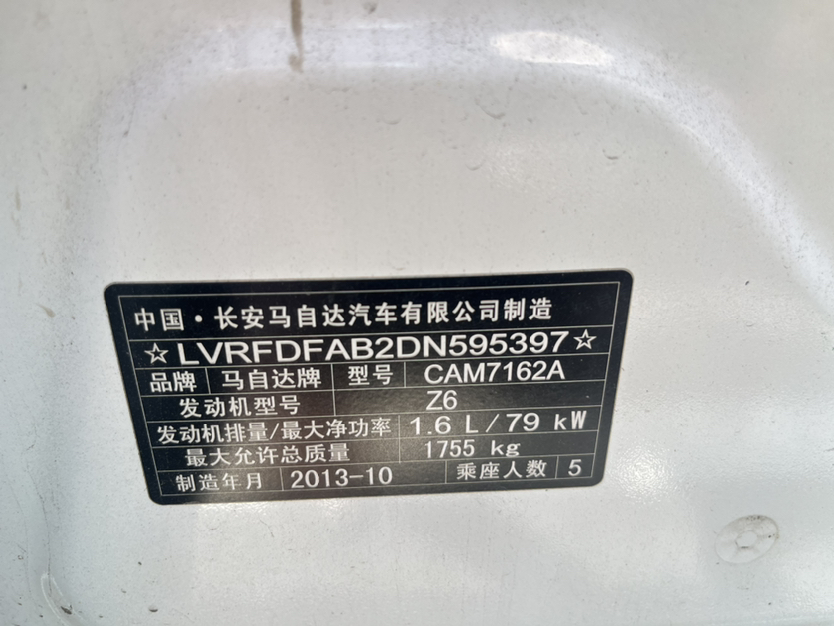 中国·长安马自达汽车有限公司制造
☆LVRFDFAB2DN595397☆
品牌 马自达牌 型号 CAM7162A
发动机型号 Z6
发动机排量/最大净功率 1.6 L/79 kW
最大允许总质量 1755 kg
制造年月 2013-10 乘座人数 5